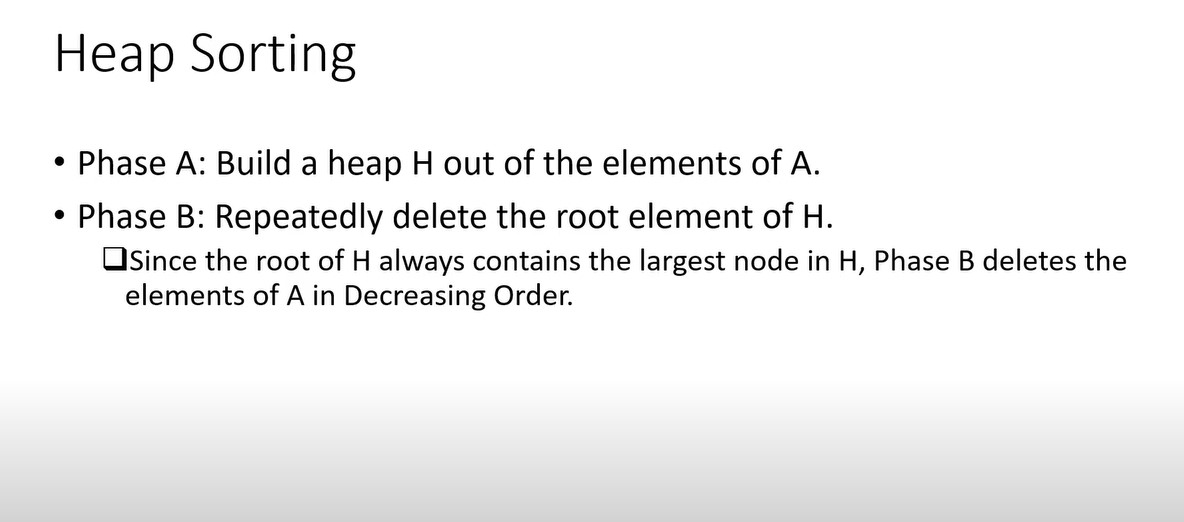 Heap Sorting
• Phase A: Build a heap H out of the elements of A.
• Phase B: Repeatedly delete the root element of H.
❑Since the root of H always contains the largest node in H, Phase B deletes the
elements of A in Decreasing Order.